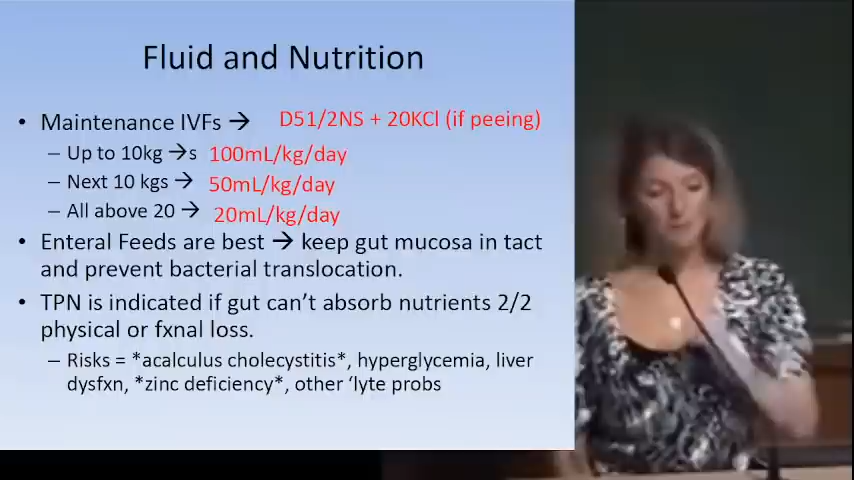 Fluid and Nutrition
• Maintenance IVFs → D51/2NS + 20KCl (if peeing)
– Up to 10kg →s 100mL/kg/day
– Next 10 kgs → 50mL/kg/day
– All above 20 → 20mL/kg/day
• Enteral Feeds are best → keep gut mucosa in tact
and prevent bacterial translocation.
• TPN is indicated if gut can't absorb nutrients 2/2
physical or fxnal loss.
– Risks = *acalculus cholecystitis*, hyperglycemia, liver
dysfxn, *zinc deficiency*, other 'lyte probs